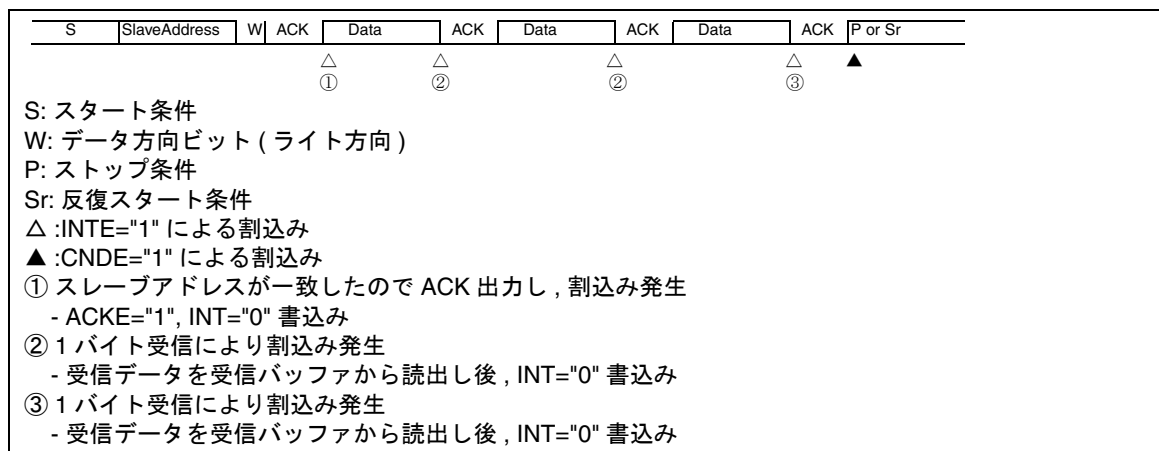 S SlaveAddress W ACK Data ACK Data ACK Data ACK P or Sr
△ △ △ △ ▲
① ② ② ③
S: スタート条件
W: データ方向ビット ( ライト方向 )
P: ストップ条件
Sr: 反復スタート条件
△ :INTE="1" による割込み
▲ :CNDE="1" による割込み
① スレーブアドレスが一致したので ACK 出力し , 割込み発生
- ACKE="1", INT="0" 書込み
② 1 バイト受信により割込み発生
- 受信データを受信バッファから読出し後 , INT="0" 書込み
③ 1 バイト受信により割込み発生
- 受信データを受信バッファから読出し後 , INT="0" 書込み